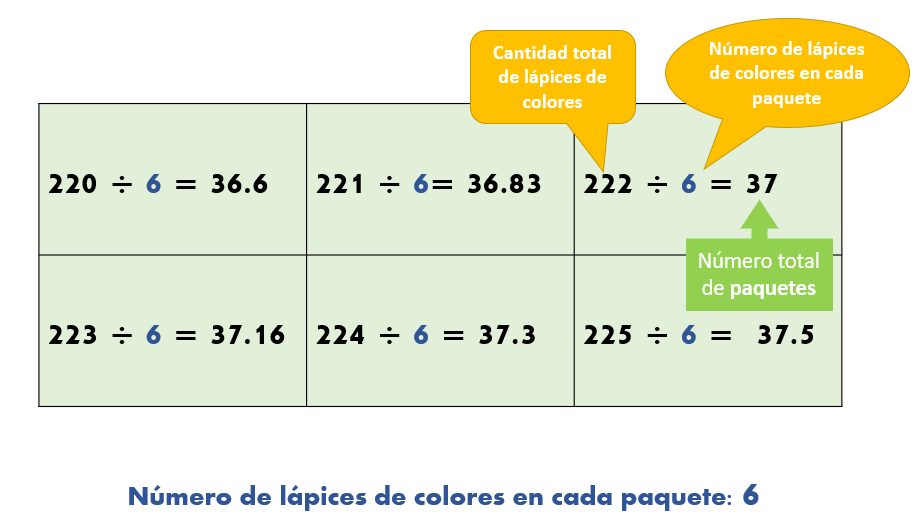 Cantidad total
de lápices de
colores
Número de lápices
de colores en cada
paquete
220 ÷ 6 = 36.6
221 ÷ 6= 36.83
222 ÷ 6 = 37
Número total
de paquetes
223 ÷ 6 = 37.16
224 ÷ 6 = 37.3
225 ÷ 6 = 37.5
Número de lápices de colores en cada paquete: 6